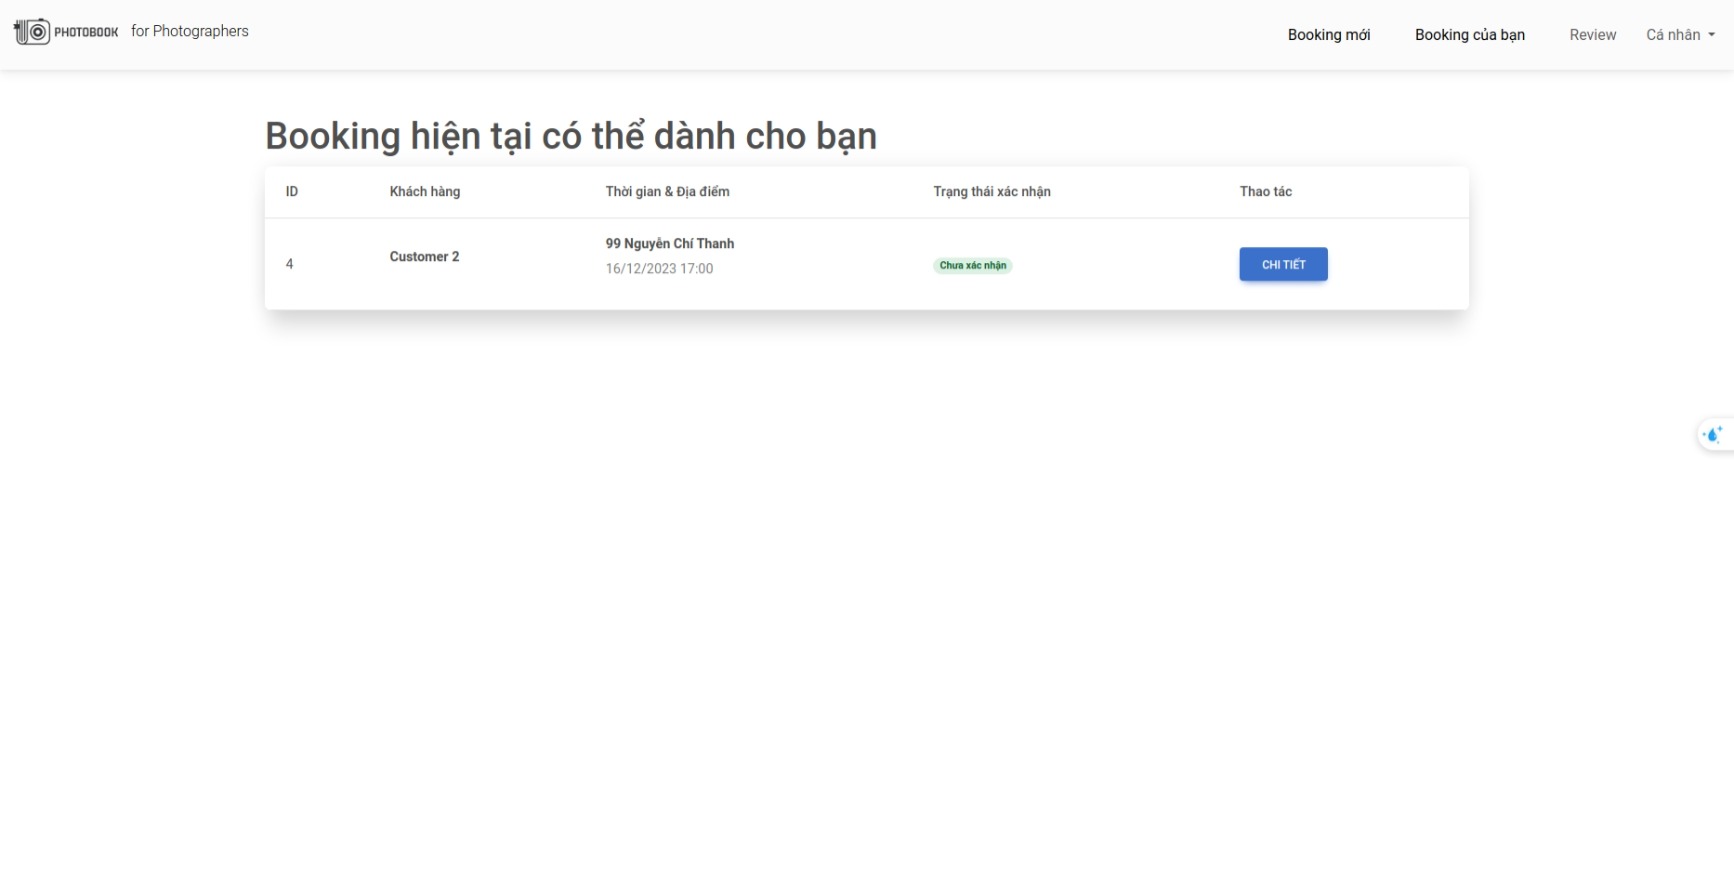 PHOTOBOOK for Photographers
Booking mới Booking của bạn Review Cá nhân
Booking hiện tại có thể dành cho bạn
ID Khách hàng Thời gian & Địa điểm Trạng thái xác nhận Thao tác
4 Customer 2 99 Nguyễn Chí Thanh Chưa xác nhận CHI TIẾT
16/12/2023 17:00